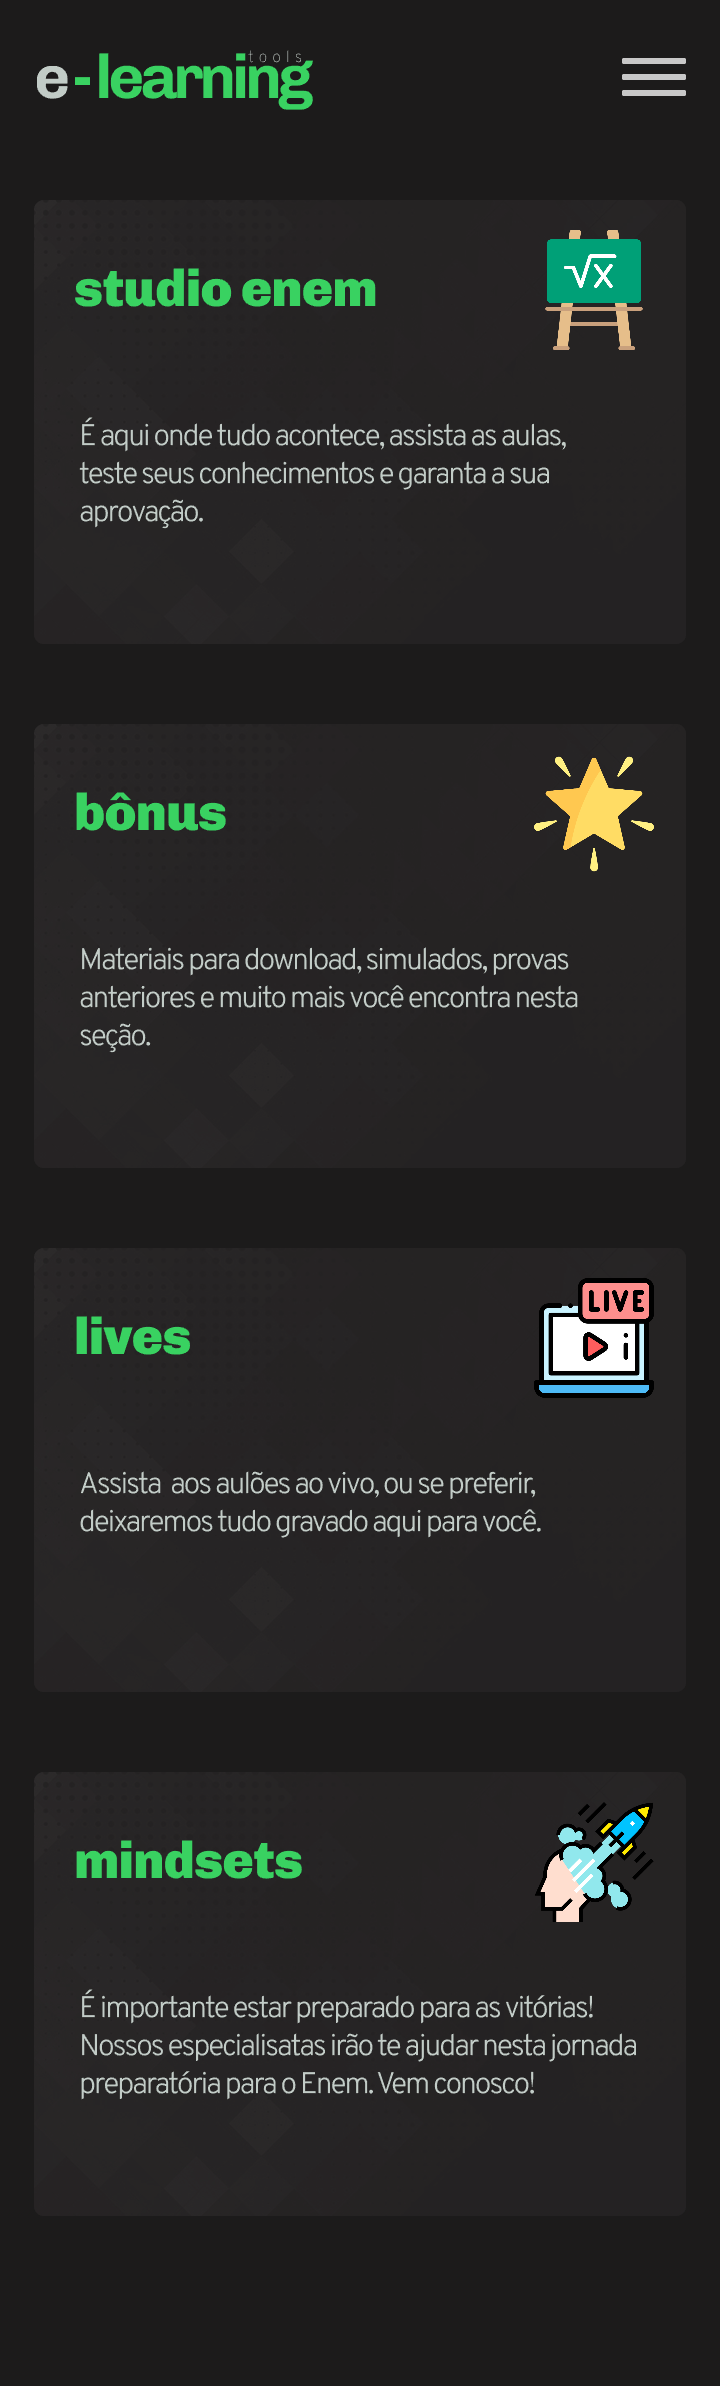 tools
e-learning
studio enem
√x
É aqui onde tudo acontece, assista as aulas,
teste seus conhecimentos e garanta a sua
aprovação.
bônus
Materiais para download, simulados, provas
anteriores e muito mais você encontra nesta
seção.
lives
LIVE
Assista  aos aulões ao vivo, ou se preferir,
deixaremos tudo gravado aqui para você.
mindsets
É importante estar preparado para as vitórias!
Nossos especialisatas irão te ajudar nesta jornada
preparatória para o Enem. Vem conosco!